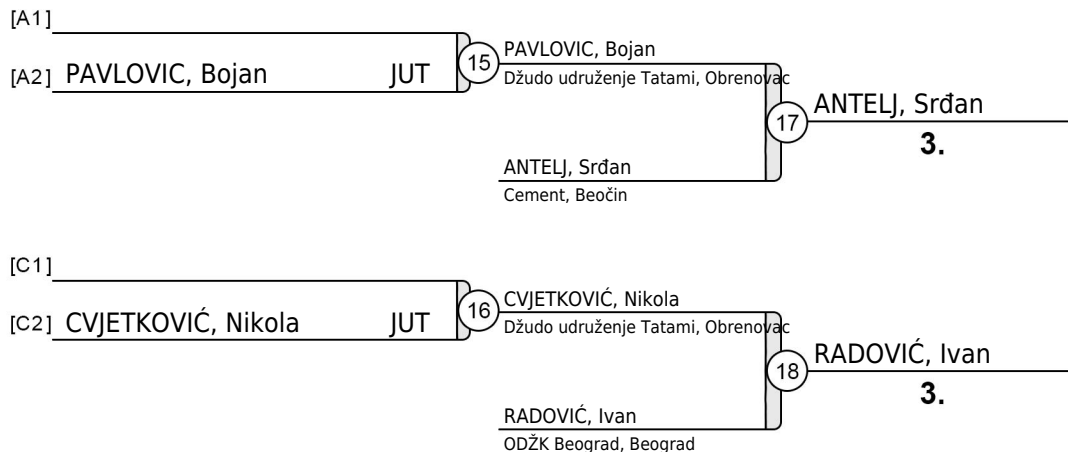 [A1]
[A2] PAVLOVIC, Bojan JUT
15
PAVLOVIC, Bojan
Džudo udruženje Tatami, Obrenovac
17
ANTELJ, Srđan
3.
ANTELJ, Srđan
Cement, Beočin
[C1]
[C2] CVJETKOVIĆ, Nikola JUT
16
CVJETKOVIĆ, Nikola
Džudo udruženje Tatami, Obrenovac
18
RADOVIĆ, Ivan
3.
RADOVIĆ, Ivan
ODŽK Beograd, Beograd